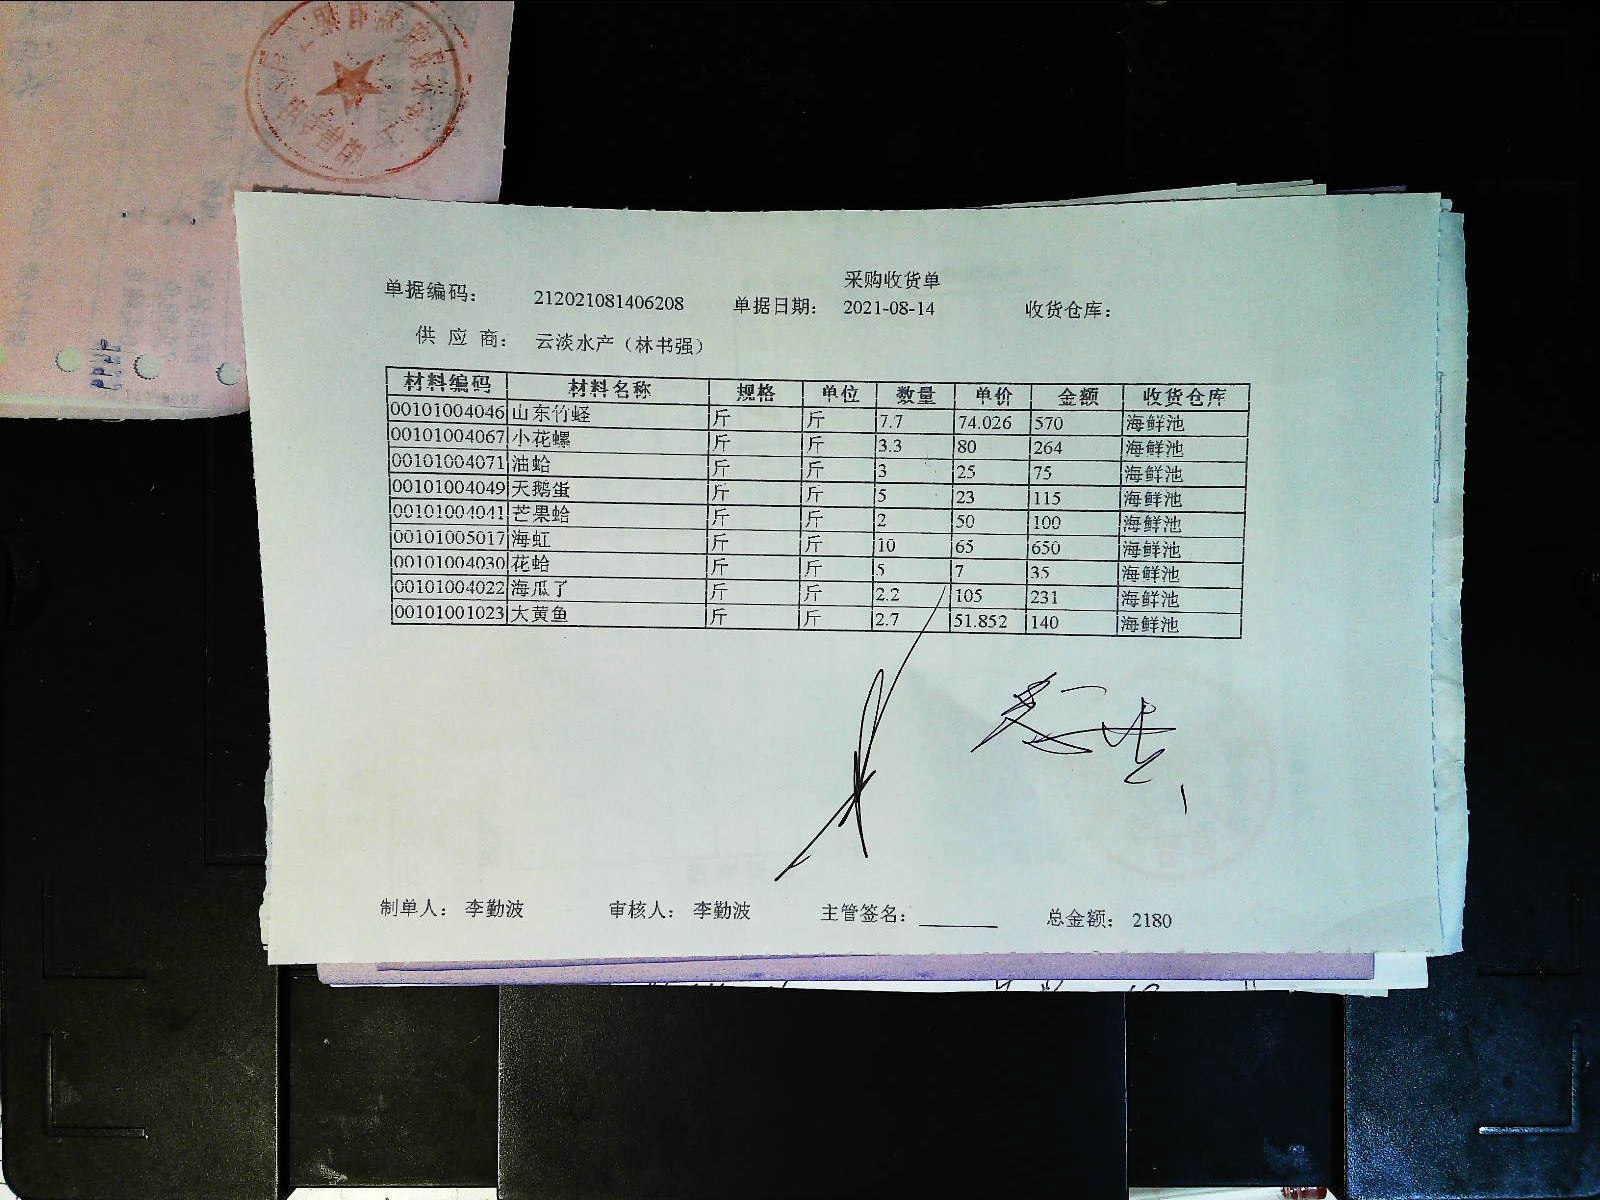 采购收货单
单据编码： 212021081406208 单据日期： 2021-08-14 收货仓库：
供 应 商： 云淡水产（林书强）
材料编码 材料名称 规格 单位 数量 单价 金额 收货仓库
00101004046 山东竹蛏 斤 斤 7.7 74.026 570 海鲜池
00101004067 小花螺 斤 斤 3.3 80 264 海鲜池
00101004071 油蛤 斤 斤 3 25 75 海鲜池
00101004049 天鹅蛋 斤 斤 5 23 115 海鲜池
00101004041 芒果蛤 斤 斤 2 50 100 海鲜池
00101005017 海虹 斤 斤 10 65 650 海鲜池
00101004030 花蛤 斤 斤 5 7 35 海鲜池
00101004022 海瓜了 斤 斤 2.2 105 231 海鲜池
00101001023 大黄鱼 斤 斤 2.7 51.852 140 海鲜池
制单人： 李勤波 审核人： 李勤波 主管签名： 总金额： 2180